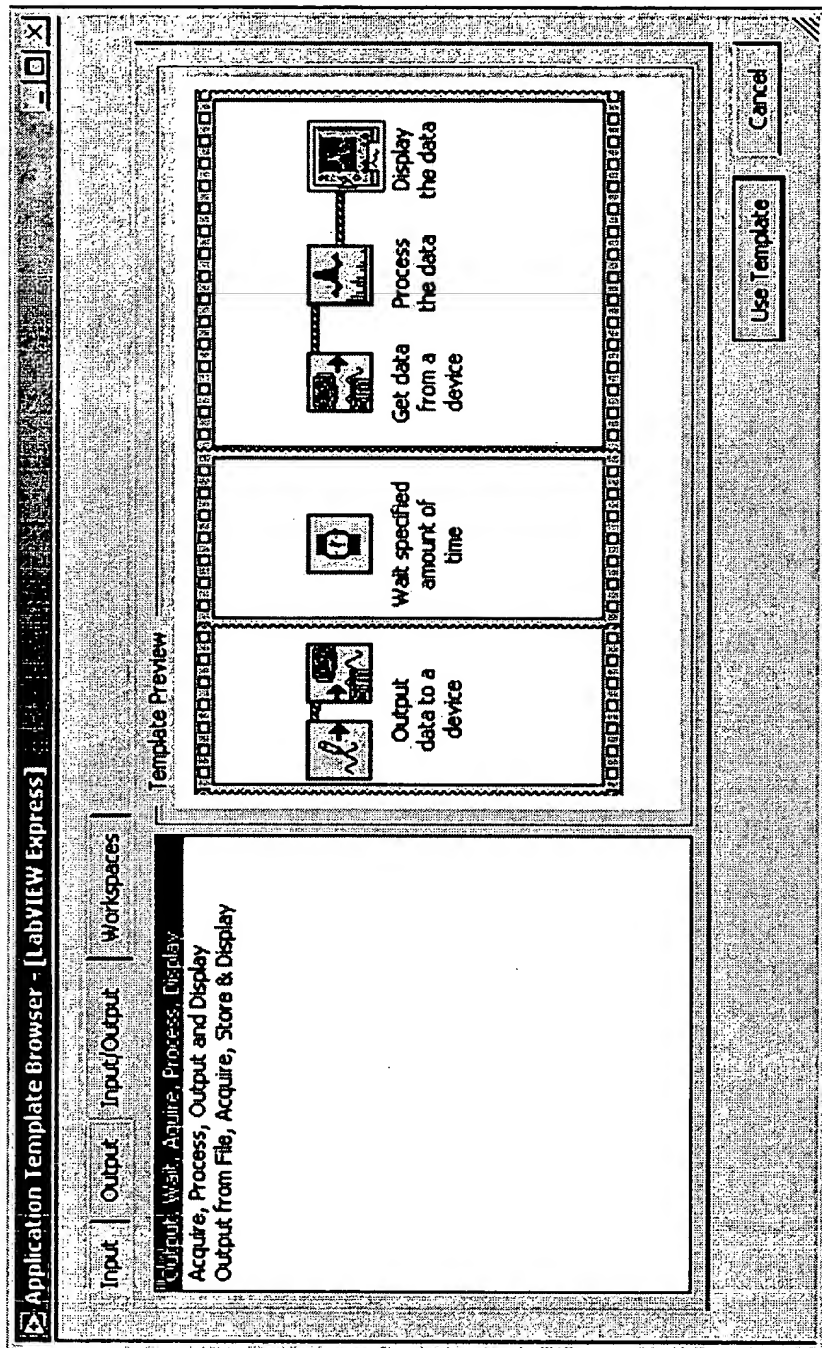 Application Template Browser - [LabVIEW Express]
Input
Output
Input/Output
Workspaces
Output, Wait, Aquire, Process, Display
Acquire, Process, Output and Display
Output from File, Acquire, Store & Display
Template Preview
Output
data to a
device
Wait specified
amount of
time
Get data
from a
device
Process
the data
Display
the data
Use Template
Cancel